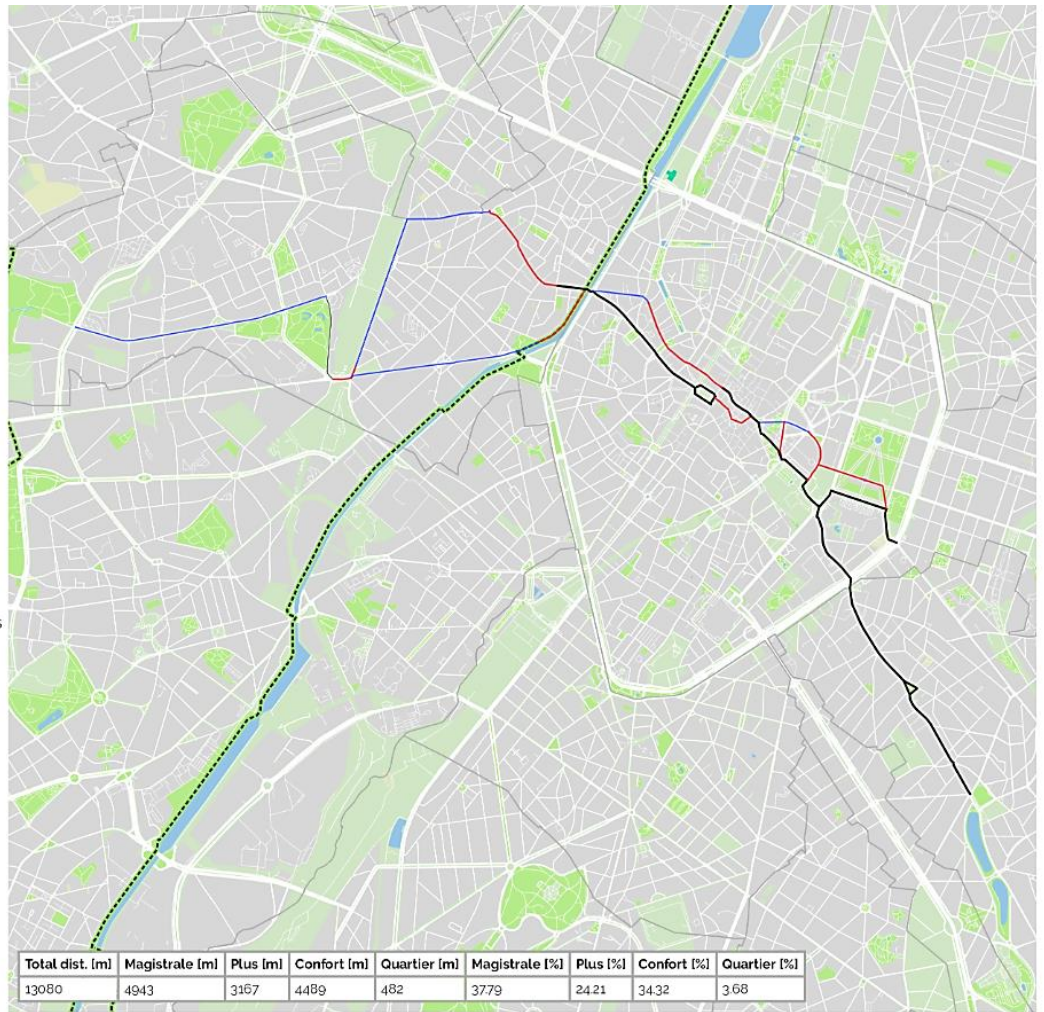 s
Total dist. [m] Magistrale [m] Plus [m] Confort [m] Quartier [m] Magistrale [%] Plus [%] Confort [%] Quartier [%]
13080 4943 3167 4489 482 37.79 24.21 34.32 3.68